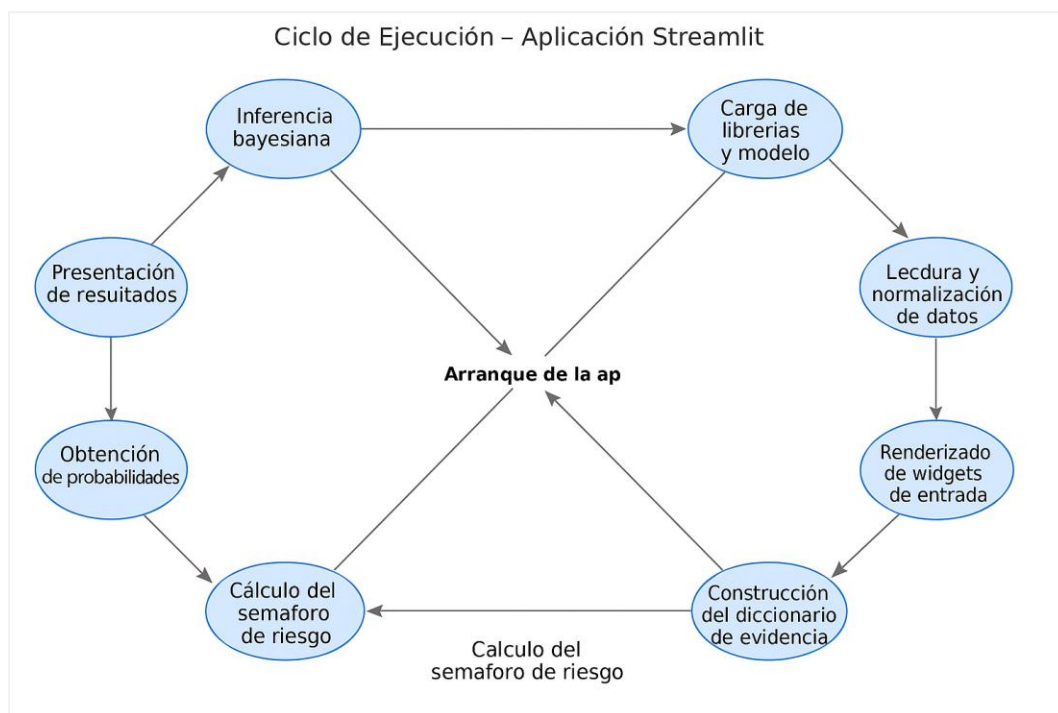 Ciclo de Ejecución – Aplicación Streamlit
Inferencia
bayesiana
Carga de
librerias
y modelo
Presentación
de resuitados
Lecdura y
normalización
de datos
Arranque de la ap
Obtención
de probabilidades
Renderizado
de widgets
de entrada
Cálculo del
semaforo
de riesgo
Construcción
del diccionario
de evidencia
Calculo del
semaforo de riesgo